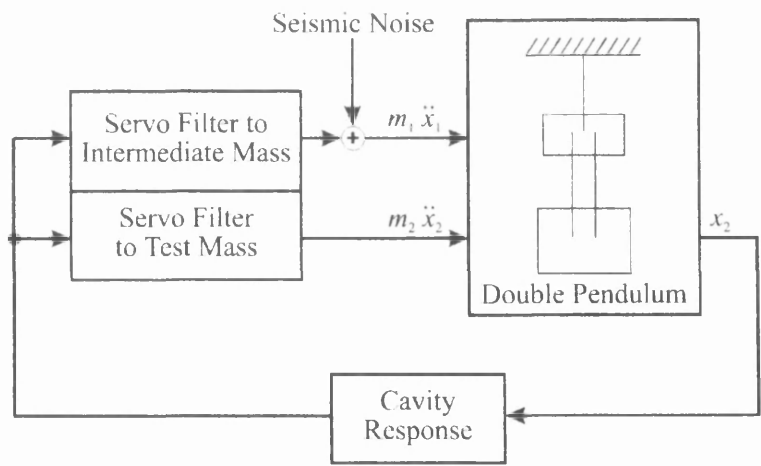 Seismic Noise
Servo Filter to
Intermediate Mass
+
m₁ ẍ₁
Servo Filter
to Test Mass
m₂ ẍ₂
x₂
Double Pendulum
Cavity
Response